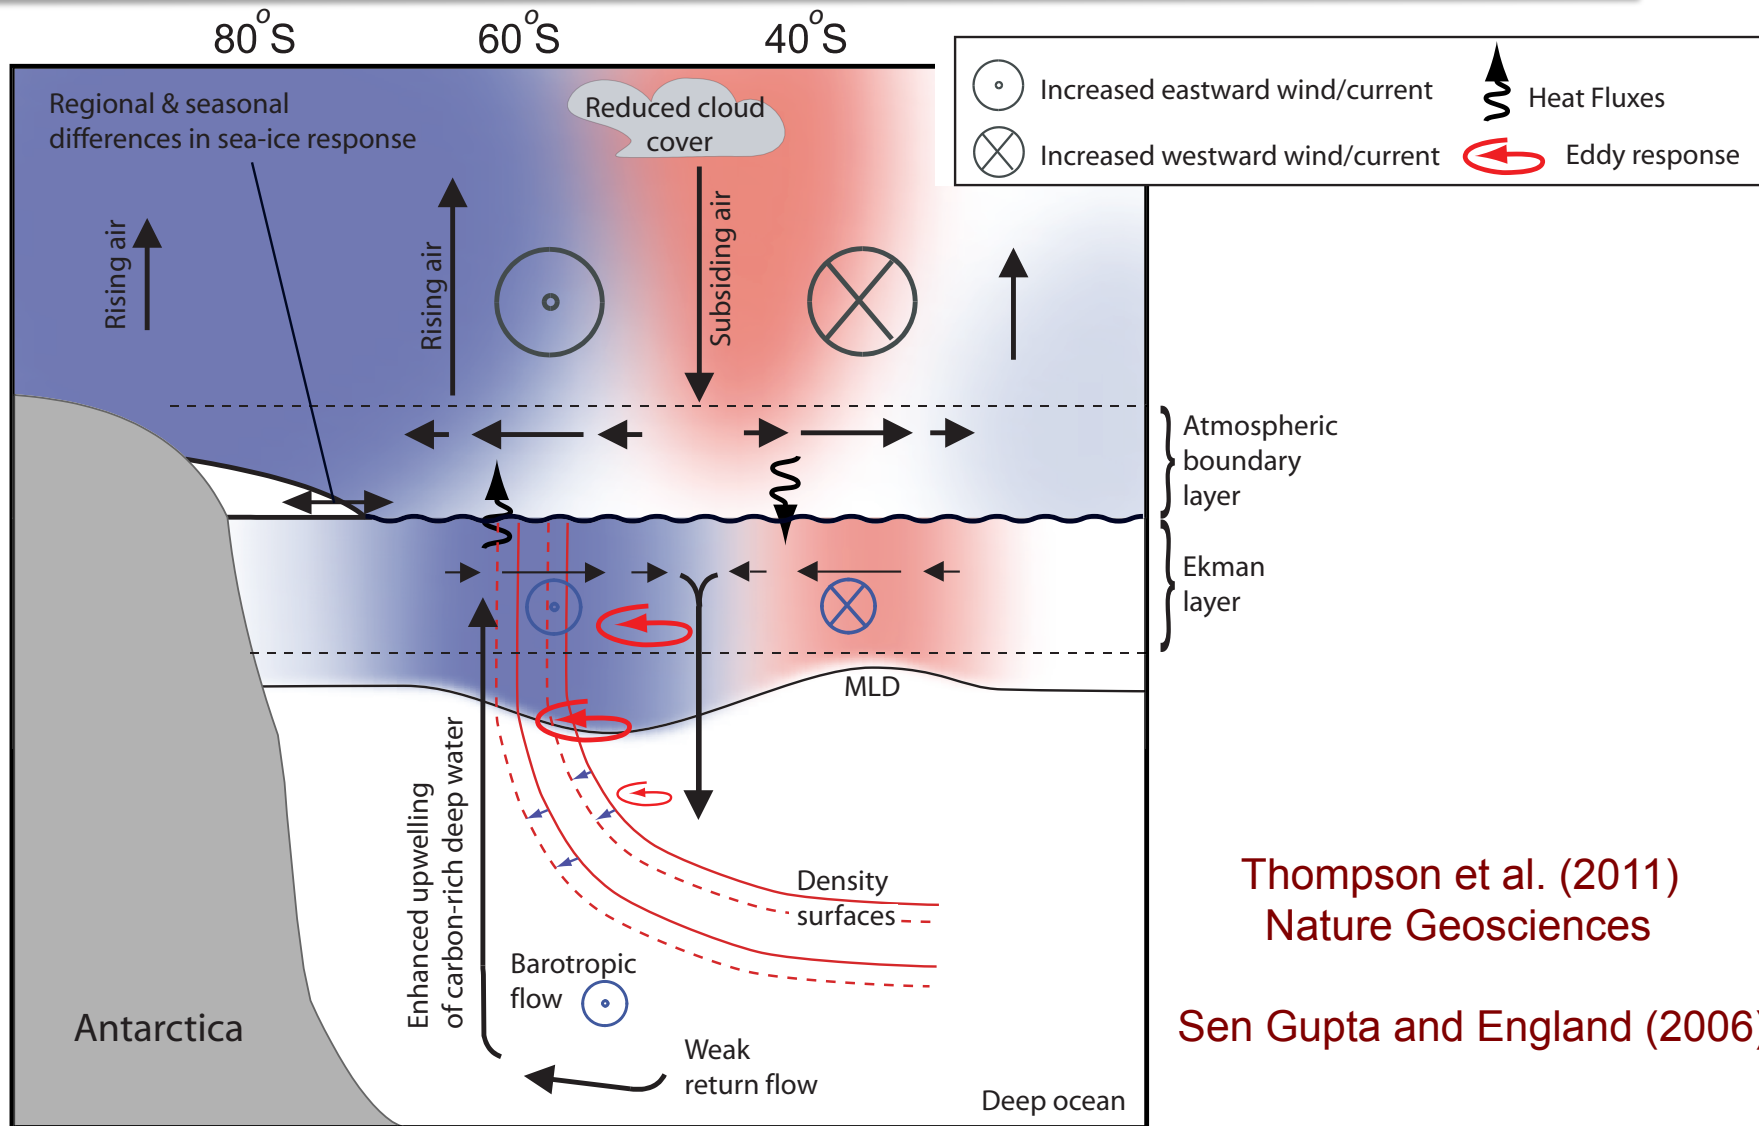 80°S
60°S
40°S
Increased eastward wind/current
Heat Fluxes
Increased westward wind/current
Eddy response
Regional & seasonal
differences in sea-ice response
Reduced cloud
cover
Rising air
Rising air
Subsiding air
Atmospheric
boundary
layer
Ekman
layer
MLD
Enhanced upwelling
of carbon-rich deep water
Density
surfaces
Barotropic
flow
Weak
return flow
Antarctica
Deep ocean
Thompson et al. (2011)
Nature Geosciences
Sen Gupta and England (2006)